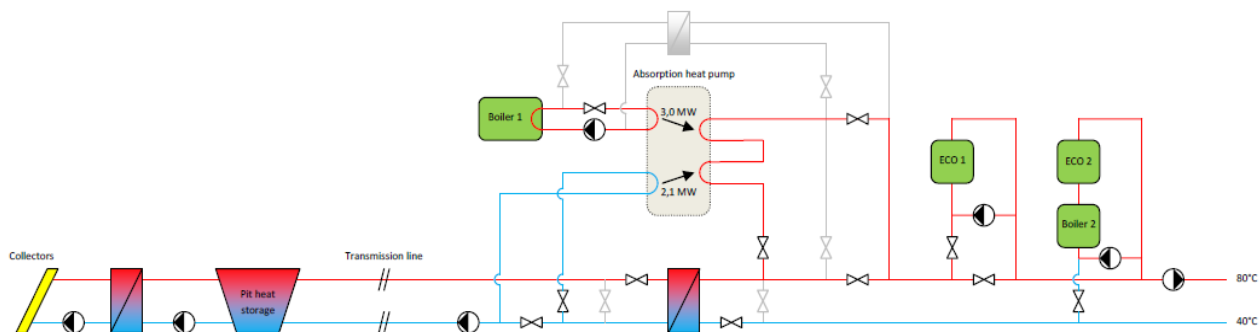 Absorption heat pump
Boiler 1
3,0 MW
2,1 MW
ECO 1
ECO 2
Boiler 2
Collectors
Transmission line
Pit heat
storage
80°C
40°C